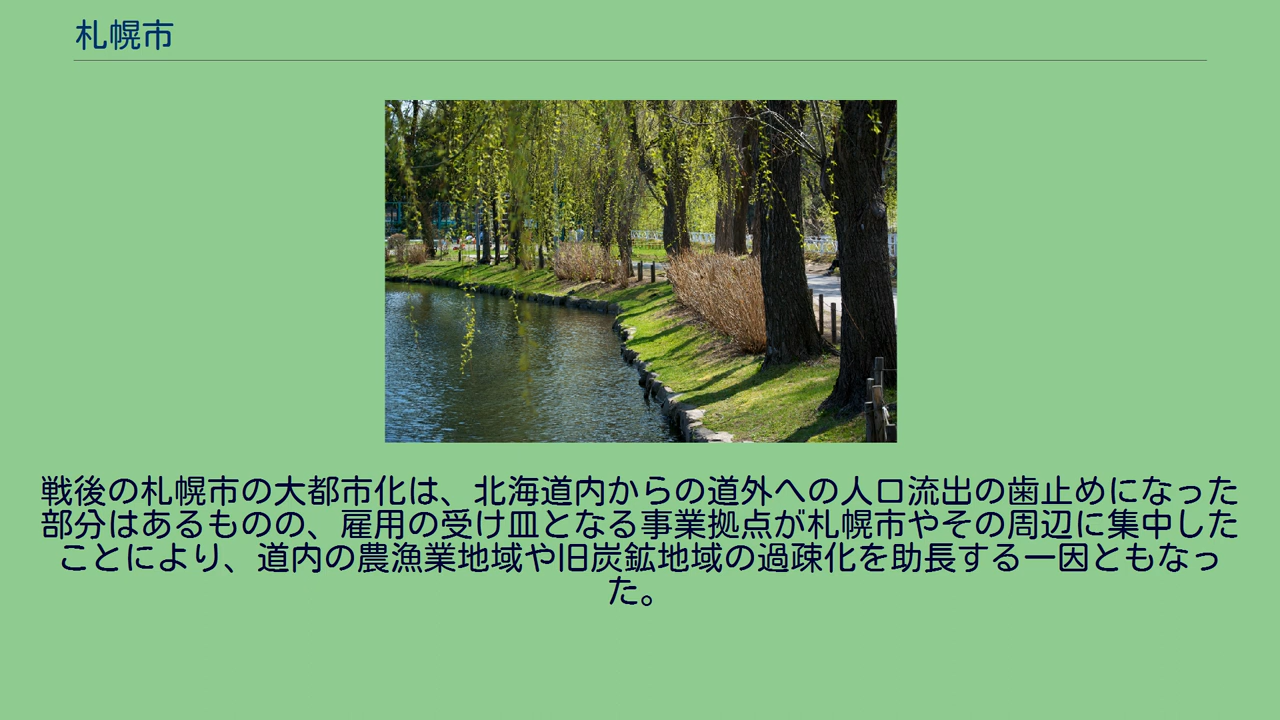 札幌市
戦後の札幌市の大都市化は、北海道内からの道外への人口流出の歯止めになった
部分はあるものの、雇用の受け皿となる事業拠点が札幌市やその周辺に集中した
ことにより、道内の農漁業地域や旧炭鉱地域の過疎化を助長する一因ともなっ
た。